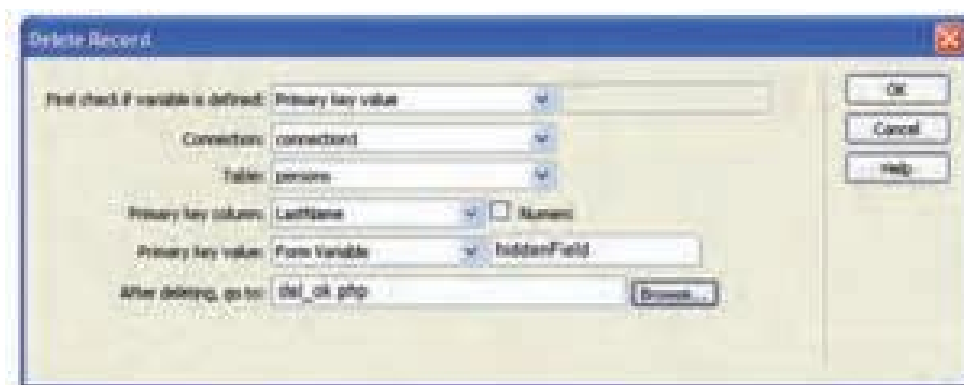 Delete Record
First check if variable is defined: Primary key value
OK
Connection: connection1
Cancel
Table: persons
Help
Primary key column: LastName Numeric
Primary key value: Form Variable hiddenField
After deleting, go to: del_ok.php Browse...